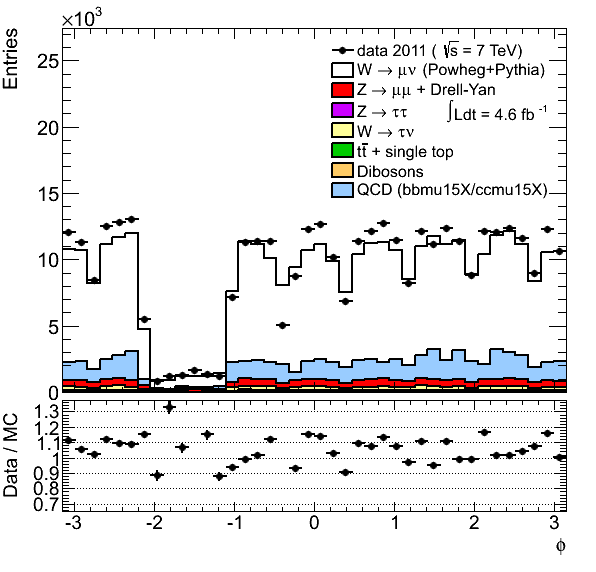 ×10³
Entries
25
20
15
10
5
0
data 2011 ( √s = 7 TeV)
W → μν (Powheg+Pythia)
Z → μμ + Drell-Yan
Z → ττ
∫Ldt = 4.6 fb⁻¹
W → τν
tt̅ + single top
Dibosons
QCD (bbmu15X/ccmu15X)
Data / MC
1.3
1.2
1.1
1
0.9
0.8
0.7
-3 -2 -1 0 1 2 3
ϕ